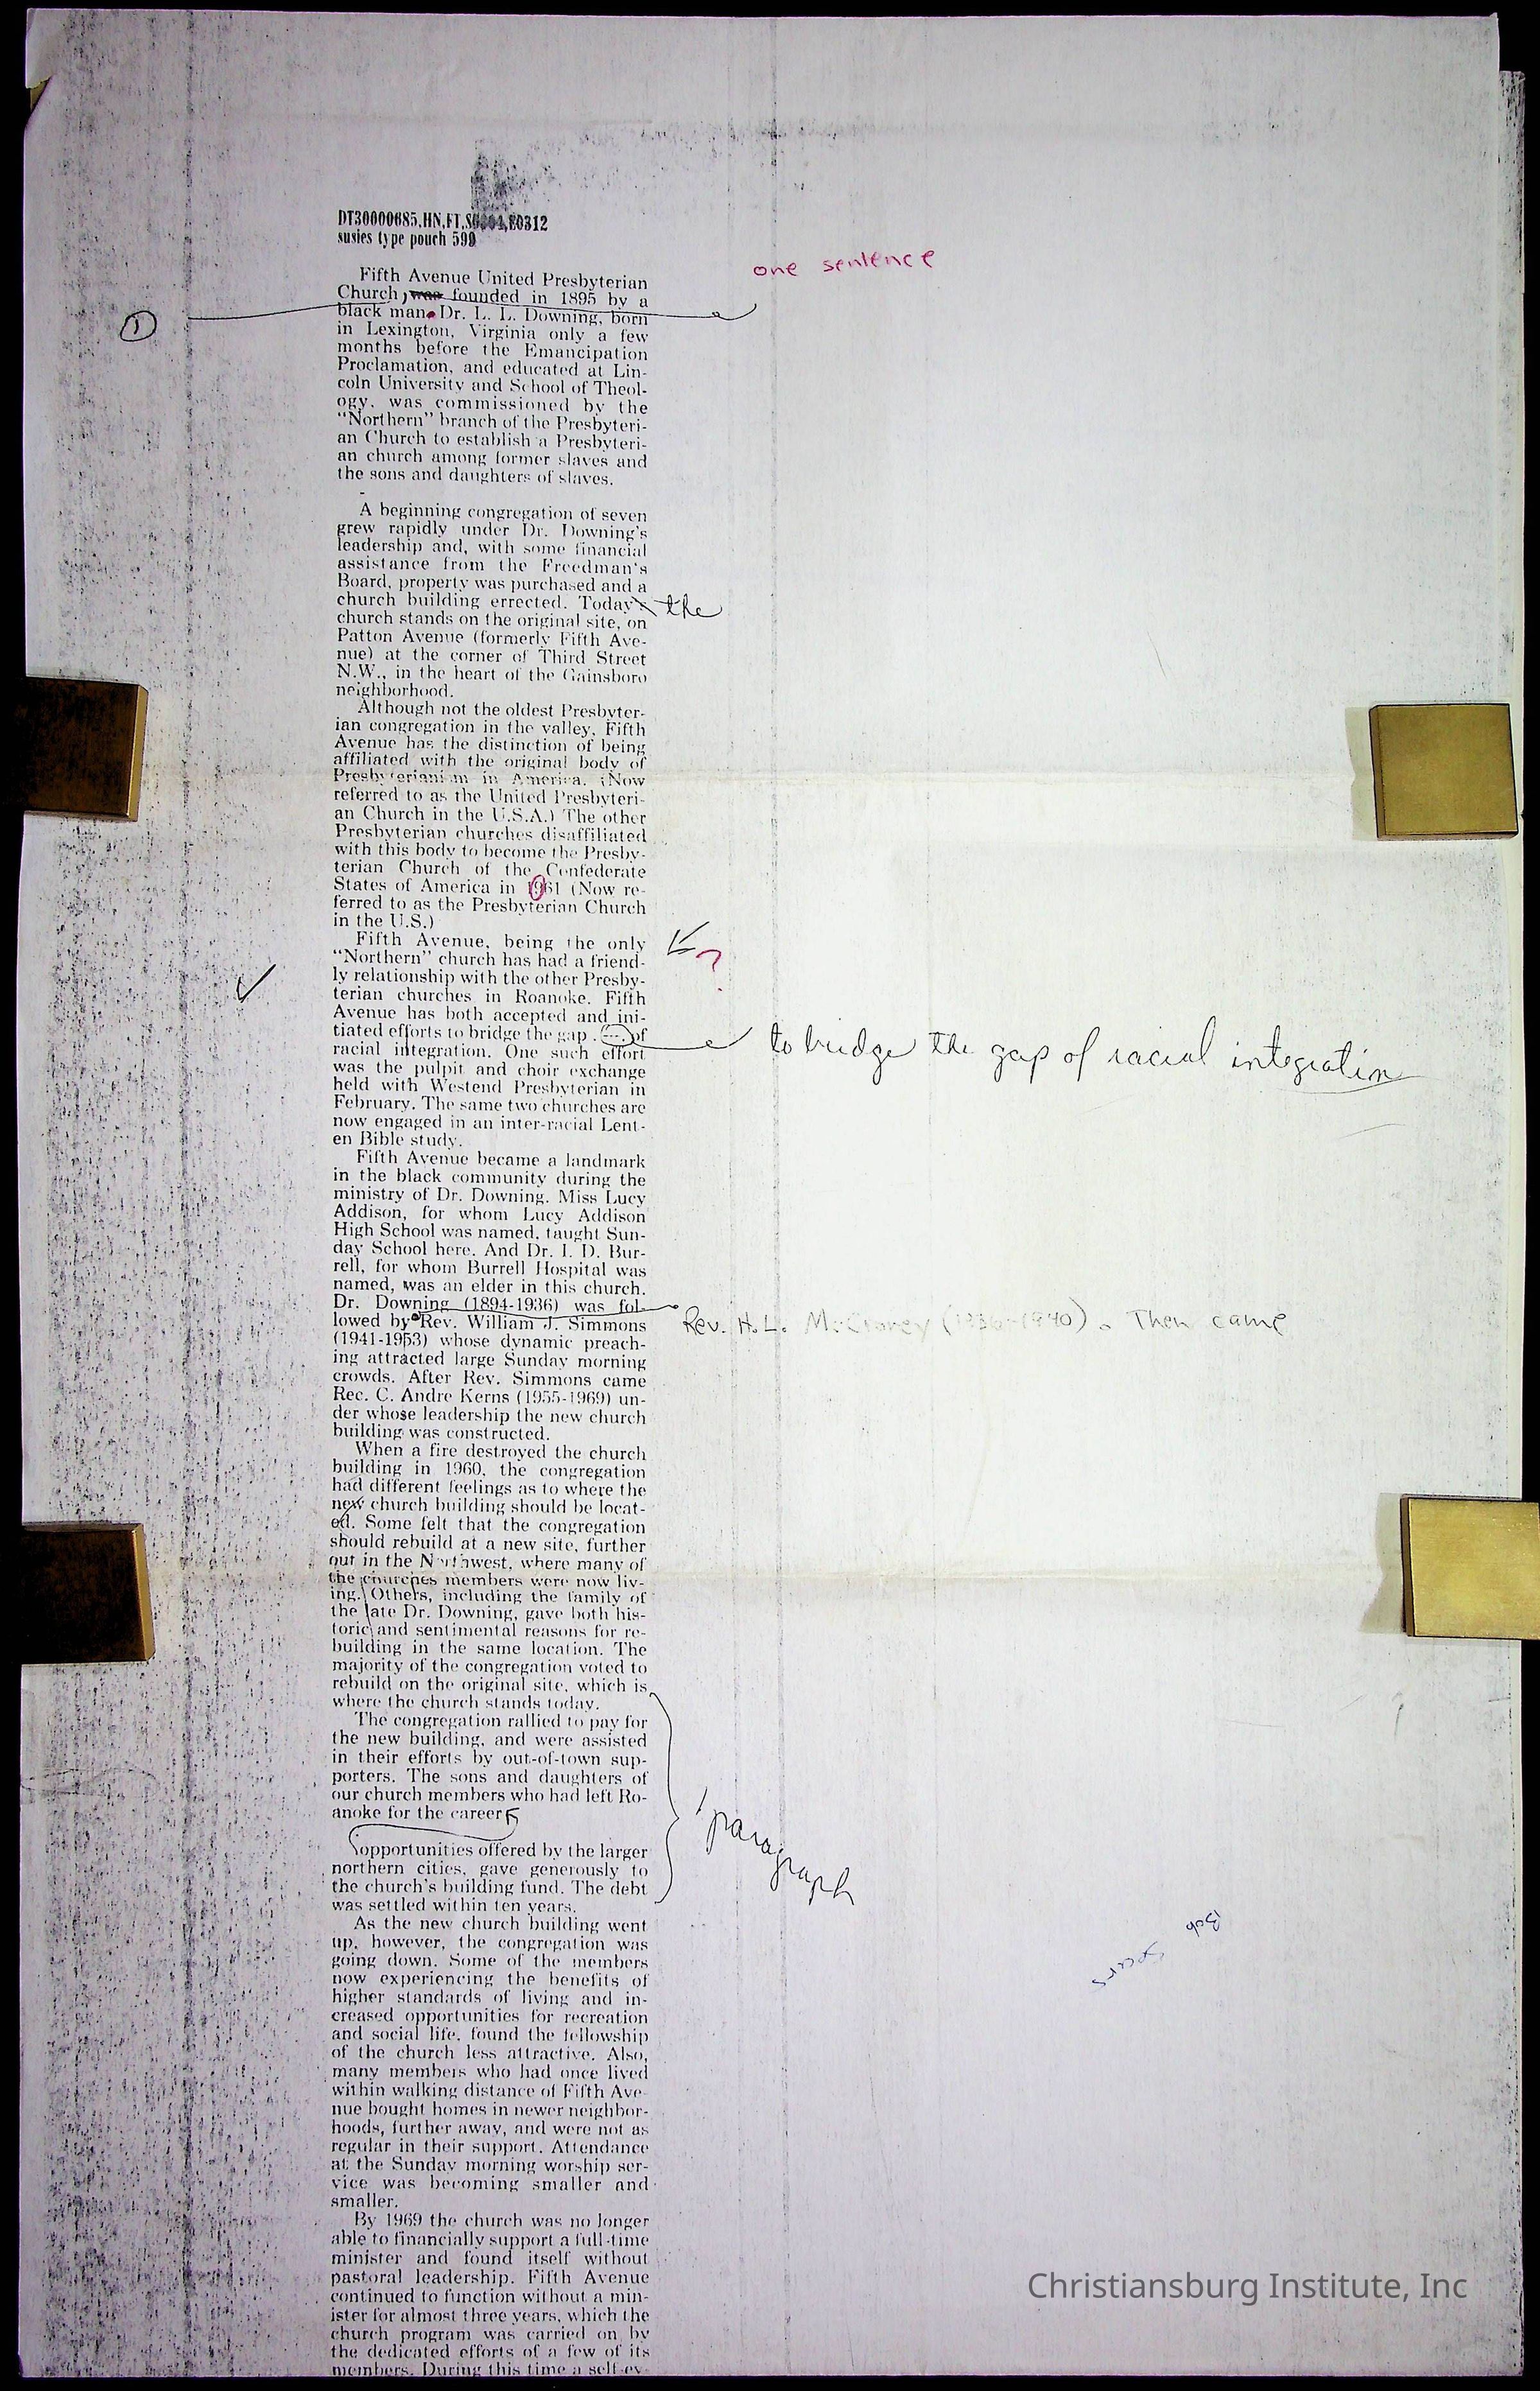 DT30000685,HN,FT,
susies type pouch 599
one sentence
Fifth Avenue United Presbyterian
Church, was founded in 1895 by a
black man. Dr. L. L. Downing, born
1
in Lexington, Virginia only a few
months before the Emancipation
Proclamation, and educated at Lin-
coln University and School of Theol-
ogy, was commissioned by the
"Northern" branch of the Presbyteri-
an Church to establish a Presbyteri-
an church among former slaves and
the sons and daughters of slaves.
A beginning congregation of seven
grew rapidly under Dr. Downing's
leadership and, with some financial
assistance from the Freedman's
Board, property was purchased and a
church building errected. Today's the
church stands on the original site, on
Patton Avenue (formerly Fifth Ave-
nue) at the corner of Third Street
N.W., in the heart of the Gainsboro
neighborhood.
Although not the oldest Presbyter-
ian congregation in the valley, Fifth
Avenue has the distinction of being
affiliated with the original body of
Presbyterianism in America. (Now
referred to as the United Presbyteri-
an Church in the U.S.A.) The other
Presbyterian churches disaffiliated
with this body to become the Presby-
terian Church of the Confederate
States of America in 1961 (Now re-
ferred to as the Presbyterian Church
in the U.S.)
Fifth Avenue, being the only
"Northern" church has had a friend- ?
ly relationship with the other Presby-
terian churches in Roanoke. Fifth
Avenue has both accepted and ini-
tiated efforts to bridge the gap . --- of to bridge the gap of racial integration
racial integration. One such effort
was the pulpit and choir exchange
held with Westend Presbyterian in
February. The same two churches are
now engaged in an inter-racial Lent-
en Bible study.
Fifth Avenue became a landmark
in the black community during the
ministry of Dr. Downing. Miss Lucy
Addison, for whom Lucy Addison
High School was named, taught Sun-
day School here. And Dr. I. D. Bur-
rell, for whom Burrell Hospital was
named, was an elder in this church.
Dr. Downing (1894-1936) was fol-
lowed by Rev. William J. Simmons
Rev. H. L. McCrorey (1936-1940). Then came
(1941-1953) whose dynamic preach-
ing attracted large Sunday morning
crowds. After Rev. Simmons came
Rec. C. Andre Kerns (1955-1969) un-
der whose leadership the new church
building was constructed.
When a fire destroyed the church
building in 1960, the congregation
had different feelings as to where the
new church building should be locat-
ed. Some felt that the congregation
should rebuild at a new site, further
out in the Northwest, where many of
the churches members were now liv-
ing. Others, including the family of
the late Dr. Downing, gave both his-
toric and sentimental reasons for re-
building in the same location. The
majority of the congregation voted to
rebuild on the original site, which is
where the church stands today.
The congregation rallied to pay for
the new building, and were assisted
in their efforts by out-of-town sup-
porters. The sons and daughters of
our church members who had left Ro-
anoke for the career
1 paragraph
opportunities offered by the larger
northern cities, gave generously to
the church's building fund. The debt
was settled within ten years.
As the new church building went
up, however, the congregation was
going down. Some of the members
now experiencing the benefits of
higher standards of living and in-
creased opportunities for recreation
and social life, found the fellowship
of the church less attractive. Also,
many members who had once lived
within walking distance of Fifth Ave-
nue bought homes in newer neighbor-
hoods, further away, and were not as
regular in their support. Attendance
at the Sunday morning worship ser-
vice was becoming smaller and
smaller.
By 1969 the church was no longer
able to financially support a full-time
minister and found itself without
pastoral leadership. Fifth Avenue
continued to function without a min-
ister for almost three years, which the
church program was carried on by
the dedicated efforts of a few of its
members. During this time a self-ev-
Bob
Christiansburg Institute, Inc